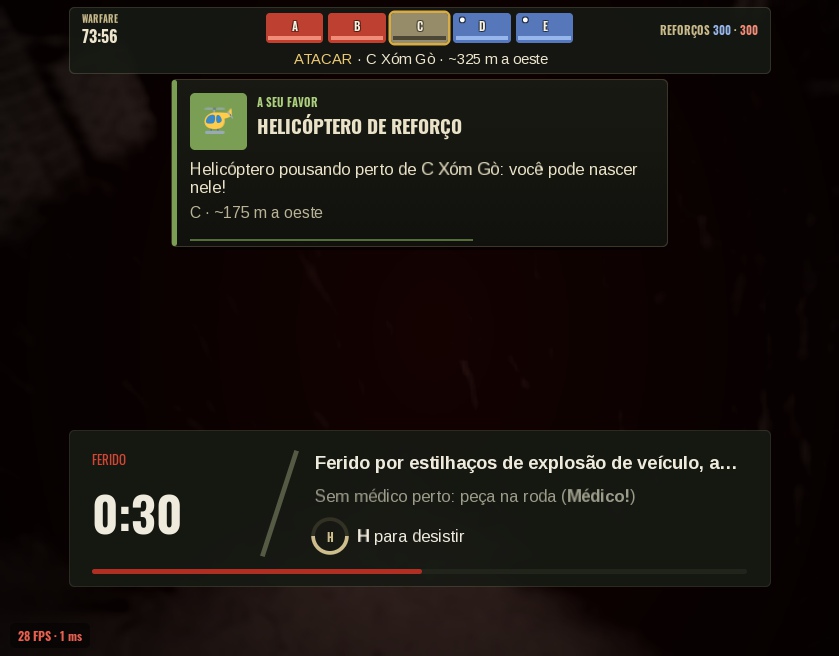 WARFARE
73:56
A B C D E
REFORÇOS 300 · 300
ATACAR · C Xóm Gò · ~325 m a oeste
A SEU FAVOR
HELICÓPTERO DE REFORÇO
Helicóptero pousando perto de C Xóm Gò: você pode nascer
nele!
C · ~175 m a oeste
FERIDO
0:30
Ferido por estilhaços de explosão de veículo, a...
Sem médico perto: peça na roda (Médico!)
H
H para desistir
28 FPS · 1 ms